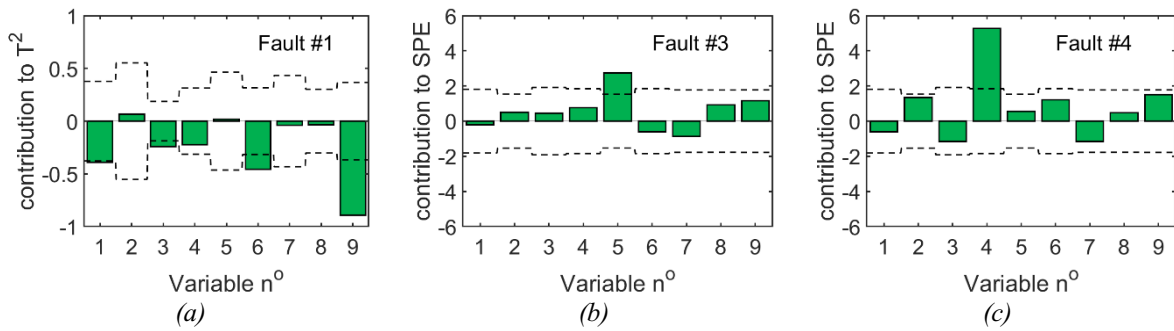 contribution to T²
1
0.5
0
-0.5
-1
Fault #1
1 2 3 4 5 6 7 8 9
Variable nº
(a)
contribution to SPE
6
4
2
0
-2
-4
-6
Fault #3
1 2 3 4 5 6 7 8 9
Variable nº
(b)
contribution to SPE
6
4
2
0
-2
-4
-6
Fault #4
1 2 3 4 5 6 7 8 9
Variable nº
(c)